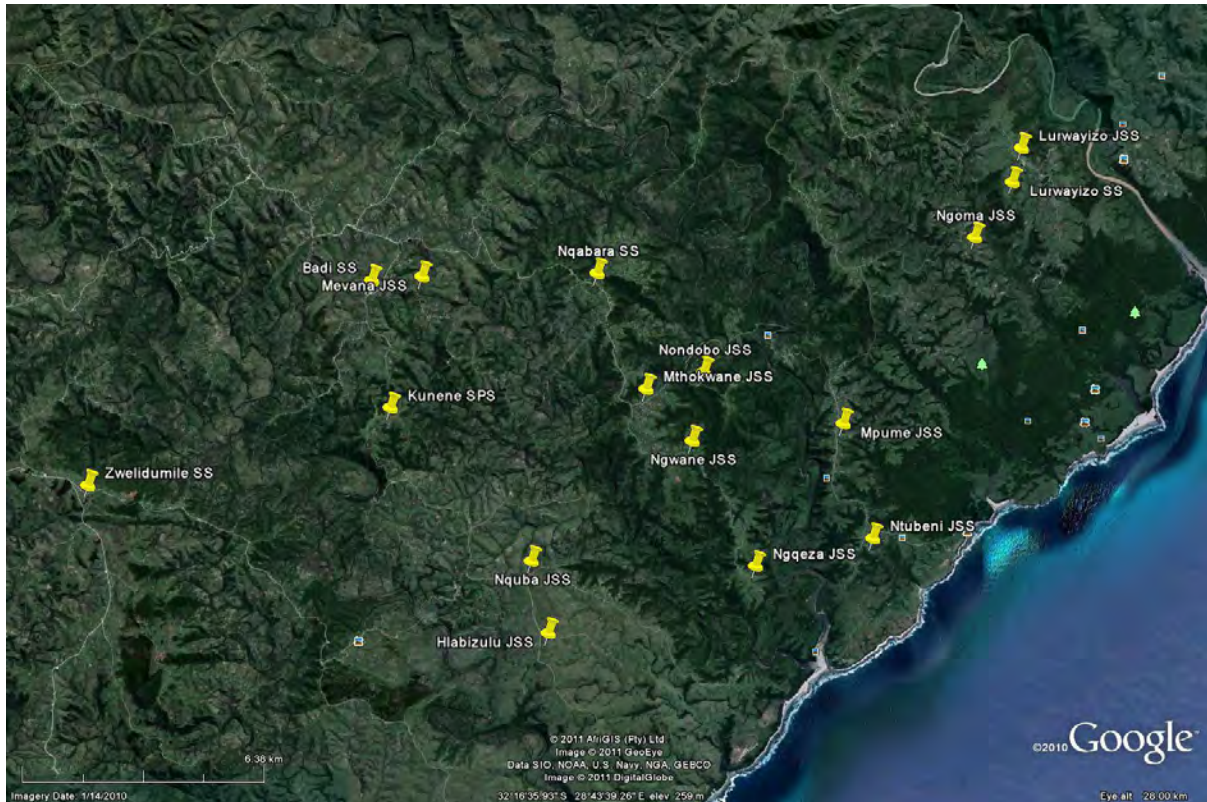 Lurwayizo JSS
Lurwayizo SS
Ngoma JSS
Nqabara SS
Badi SS
Mevana JSS
Nondobo JSS
Mthokwane JSS
Kunene SPS
Mpume JSS
Ngwane JSS
Zwelidumile SS
Ntubeni JSS
Ngqeza JSS
Nquba JSS
Hlabizulu JSS
© 2011 AfriGIS (Pty) Ltd
Image © 2011 GeoEye
Data SIO, NOAA, U.S. Navy, NGA, GEBCO
Image © 2011 DigitalGlobe
©2010 Google
6.38 km
Imagery Date: 1/14/2010
32°16'35.93"S 28°43'39.26"E elev 259 m
Eye alt 28.00 km